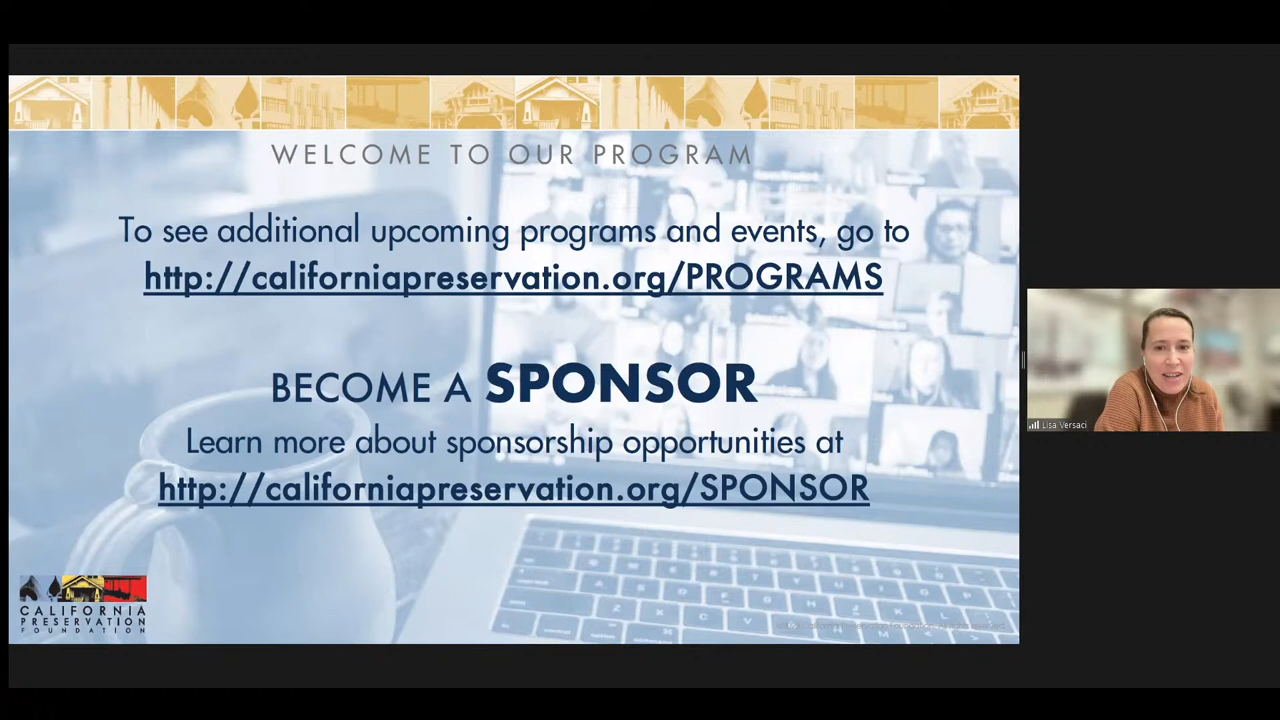 WELCOME TO OUR PROGRAM
To see additional upcoming programs and events, go to
http://californiapreservation.org/PROGRAMS
BECOME A SPONSOR
Learn more about sponsorship opportunities at
http://californiapreservation.org/SPONSOR
CALIFORNIA
PRESERVATION
FOUNDATION
Lisa Versaci